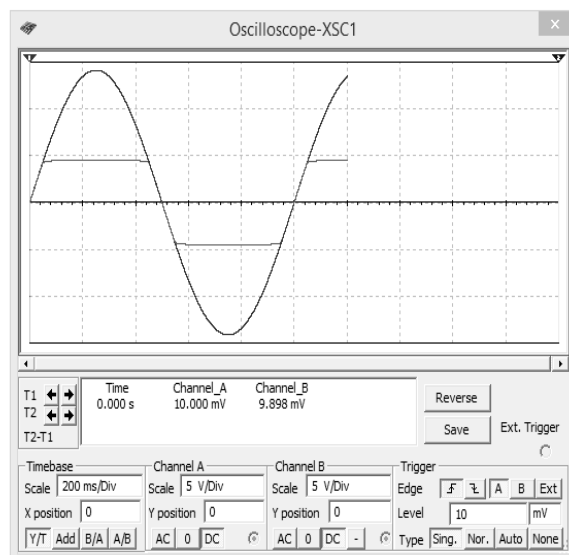 Oscilloscope-XSC1
x
1 2
T1
T2
T2-T1
Time Channel_A Channel_B
0.000 s 10.000 mV 9.898 mV
Reverse
Save
Ext. Trigger
Timebase
Scale 200 ms/Div
X position 0
Y/T Add B/A A/B
Channel A
Scale 5 V/Div
Y position 0
AC 0 DC
Channel B
Scale 5 V/Div
Y position 0
AC 0 DC -
Trigger
Edge A B Ext
Level 10 mV
Type Sing. Nor. Auto None